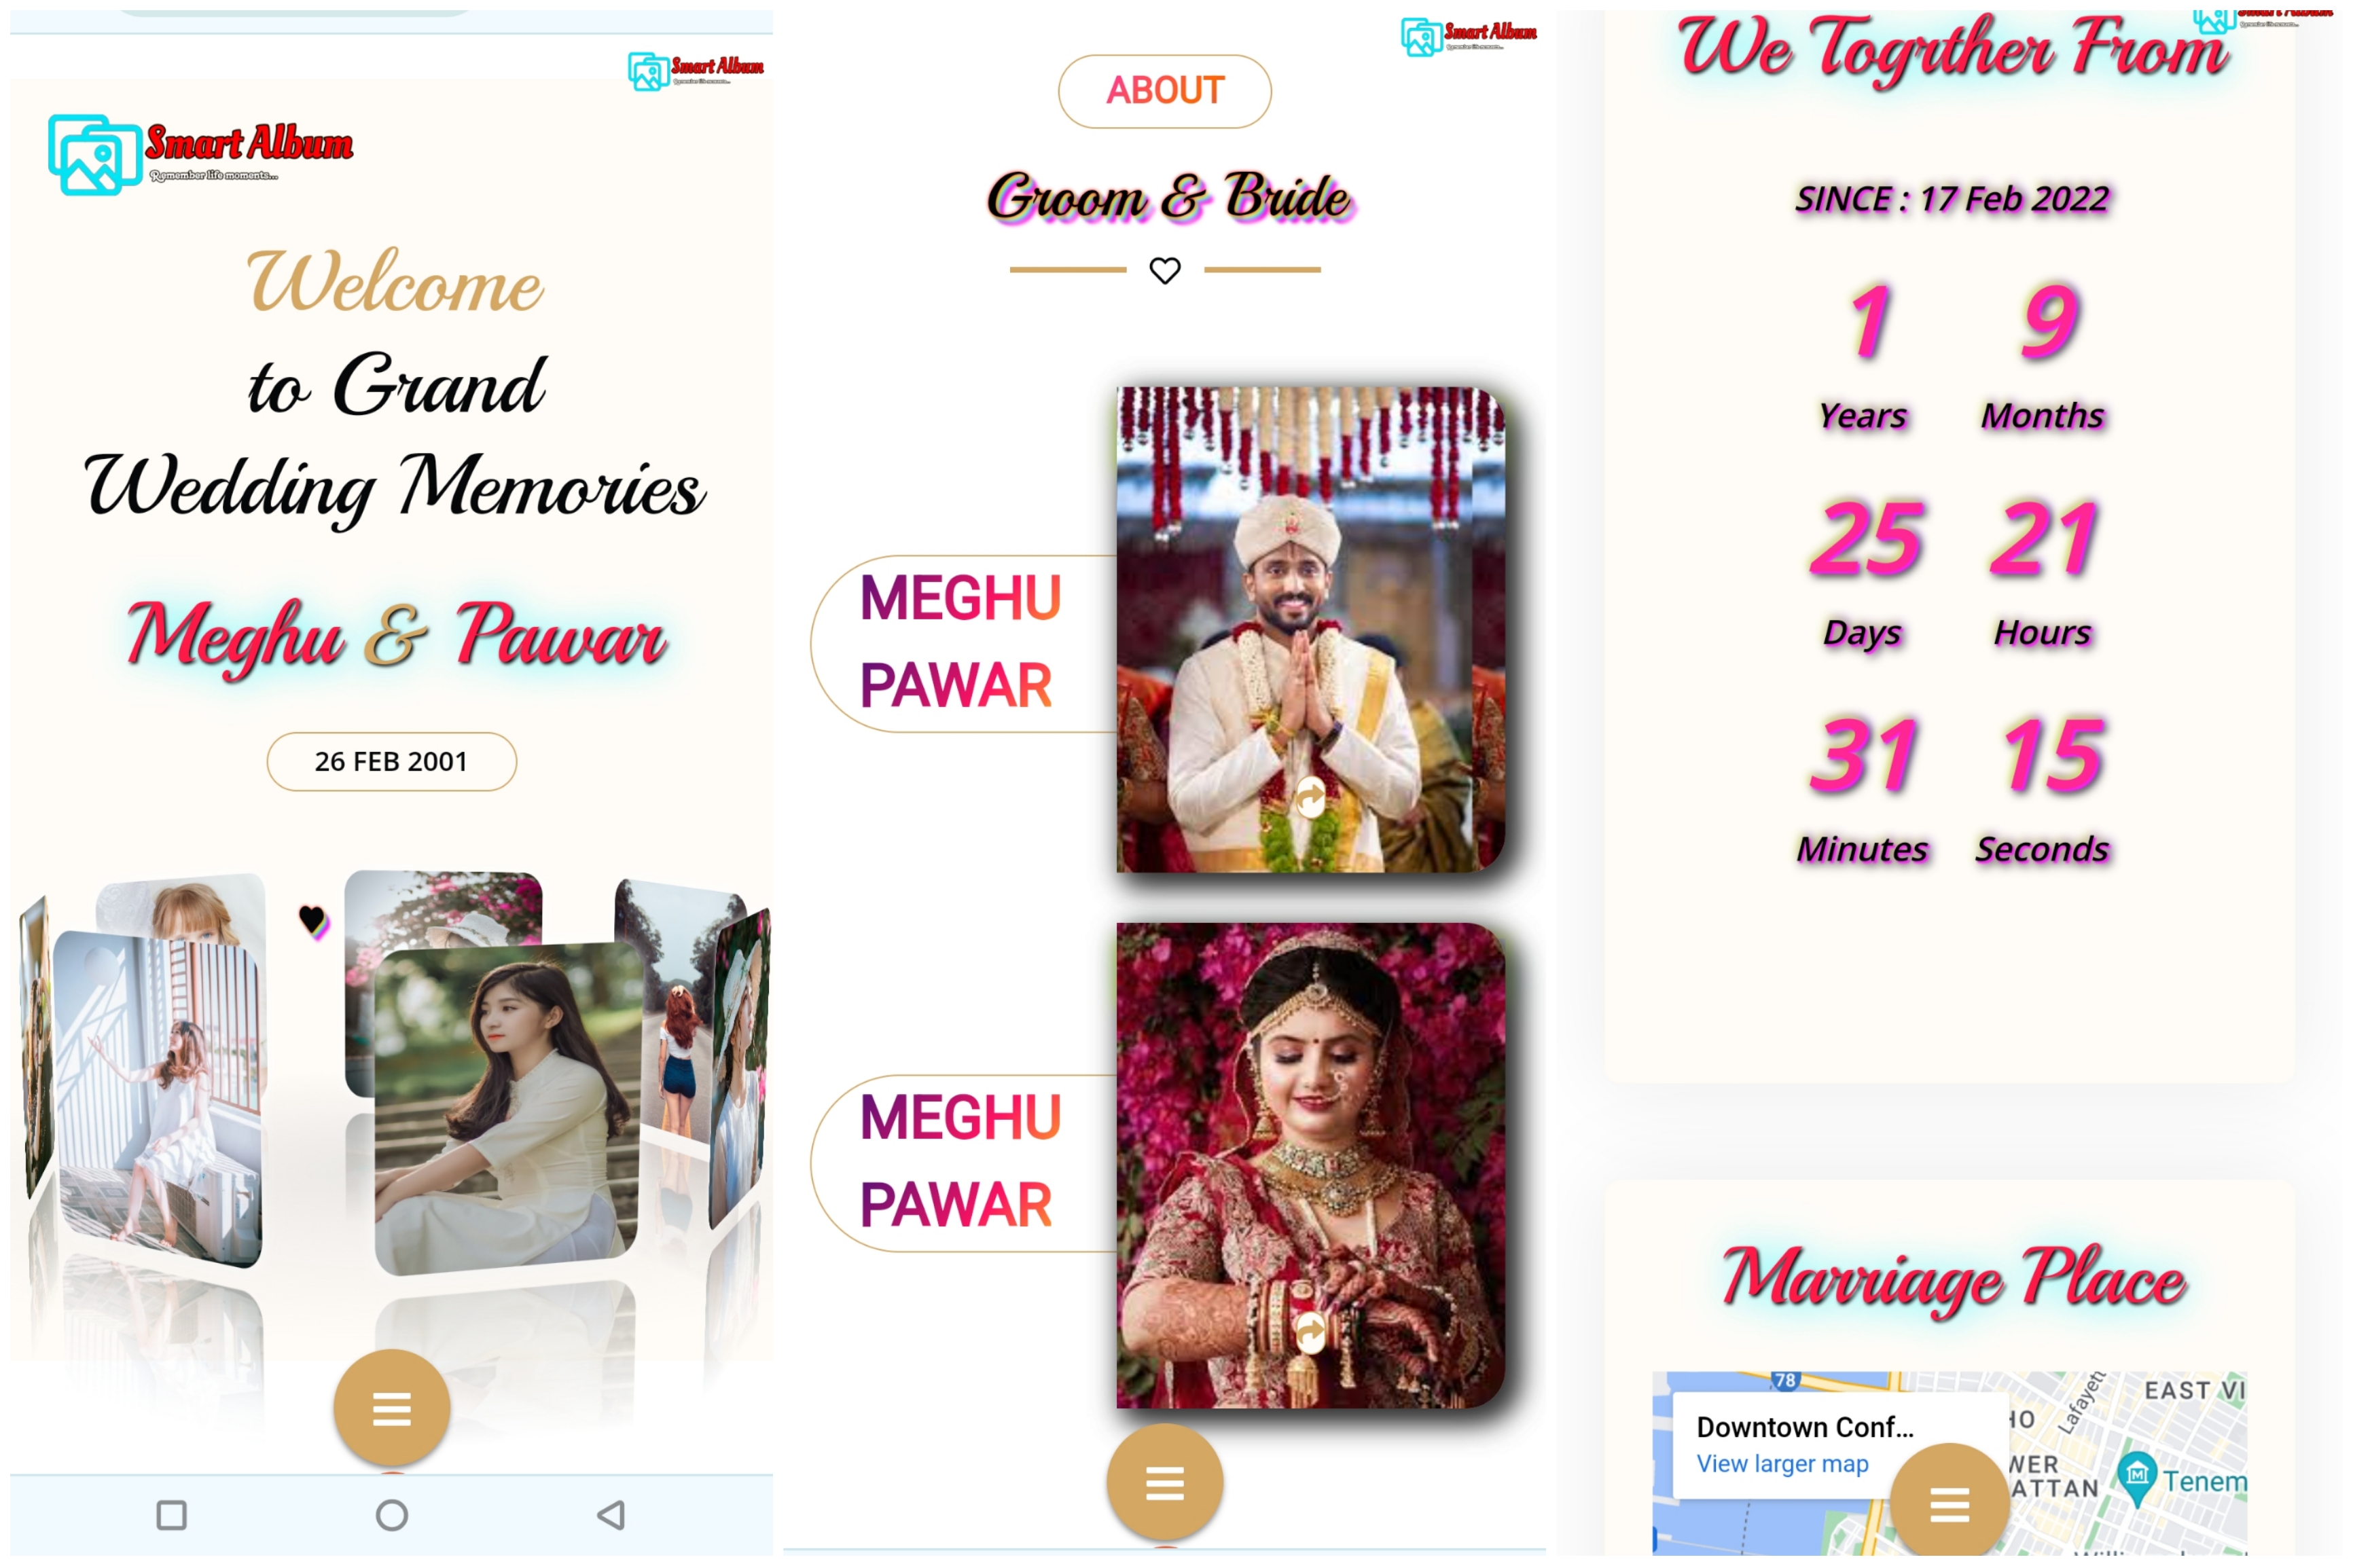 Smart Album
Smart Album
Remember life moments...
Welcome
to Grand
Wedding Memories
Meghu & Pawar
26 FEB 2001
Smart Album
ABOUT
Groom & Bride
MEGHU
PAWAR
MEGHU
PAWAR
We Togrther From
SINCE : 17 Feb 2022
1 9
Years Months
25 21
Days Hours
31 15
Minutes Seconds
Marriage Place
78
Lafayett
EAST VI
Downtown Conf...
HO
View larger map
WER
ATTAN
Tenem